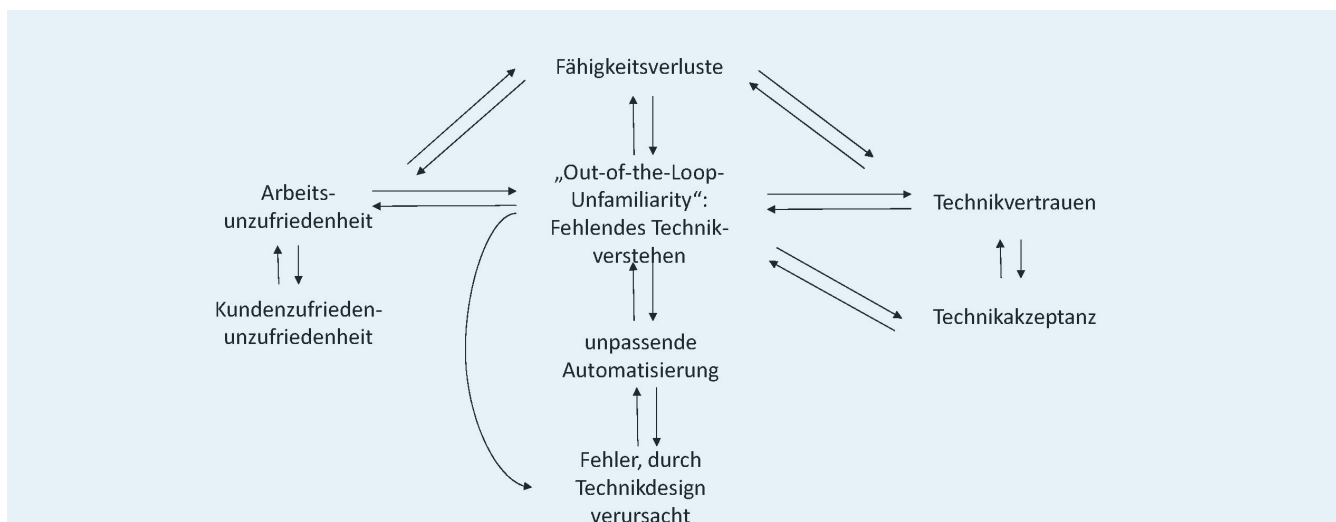 Fähigkeitsverluste
„Out-of-the-Loop-
Unfamiliarity“:
Fehlendes Technik-
verstehen
Arbeits-
unzufriedenheit
Technikvertrauen
Kundenzufrieden-
unzufriedenheit
Technikakzeptanz
unpassende
Automatisierung
Fehler, durch
Technikdesign
verursacht